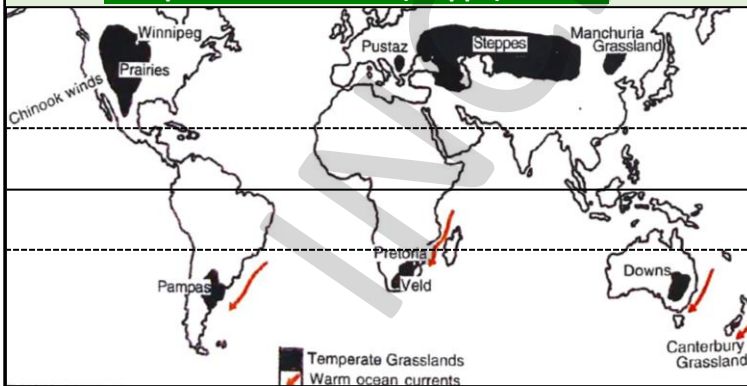 Winnipeg
Prairies
Chinook winds
Pustaz
Steppes
Manchuria
Grassland
Pampas
Pretoria
Veld
Downs
Canterbury
Grassland
Temperate Grasslands
Warm ocean currents